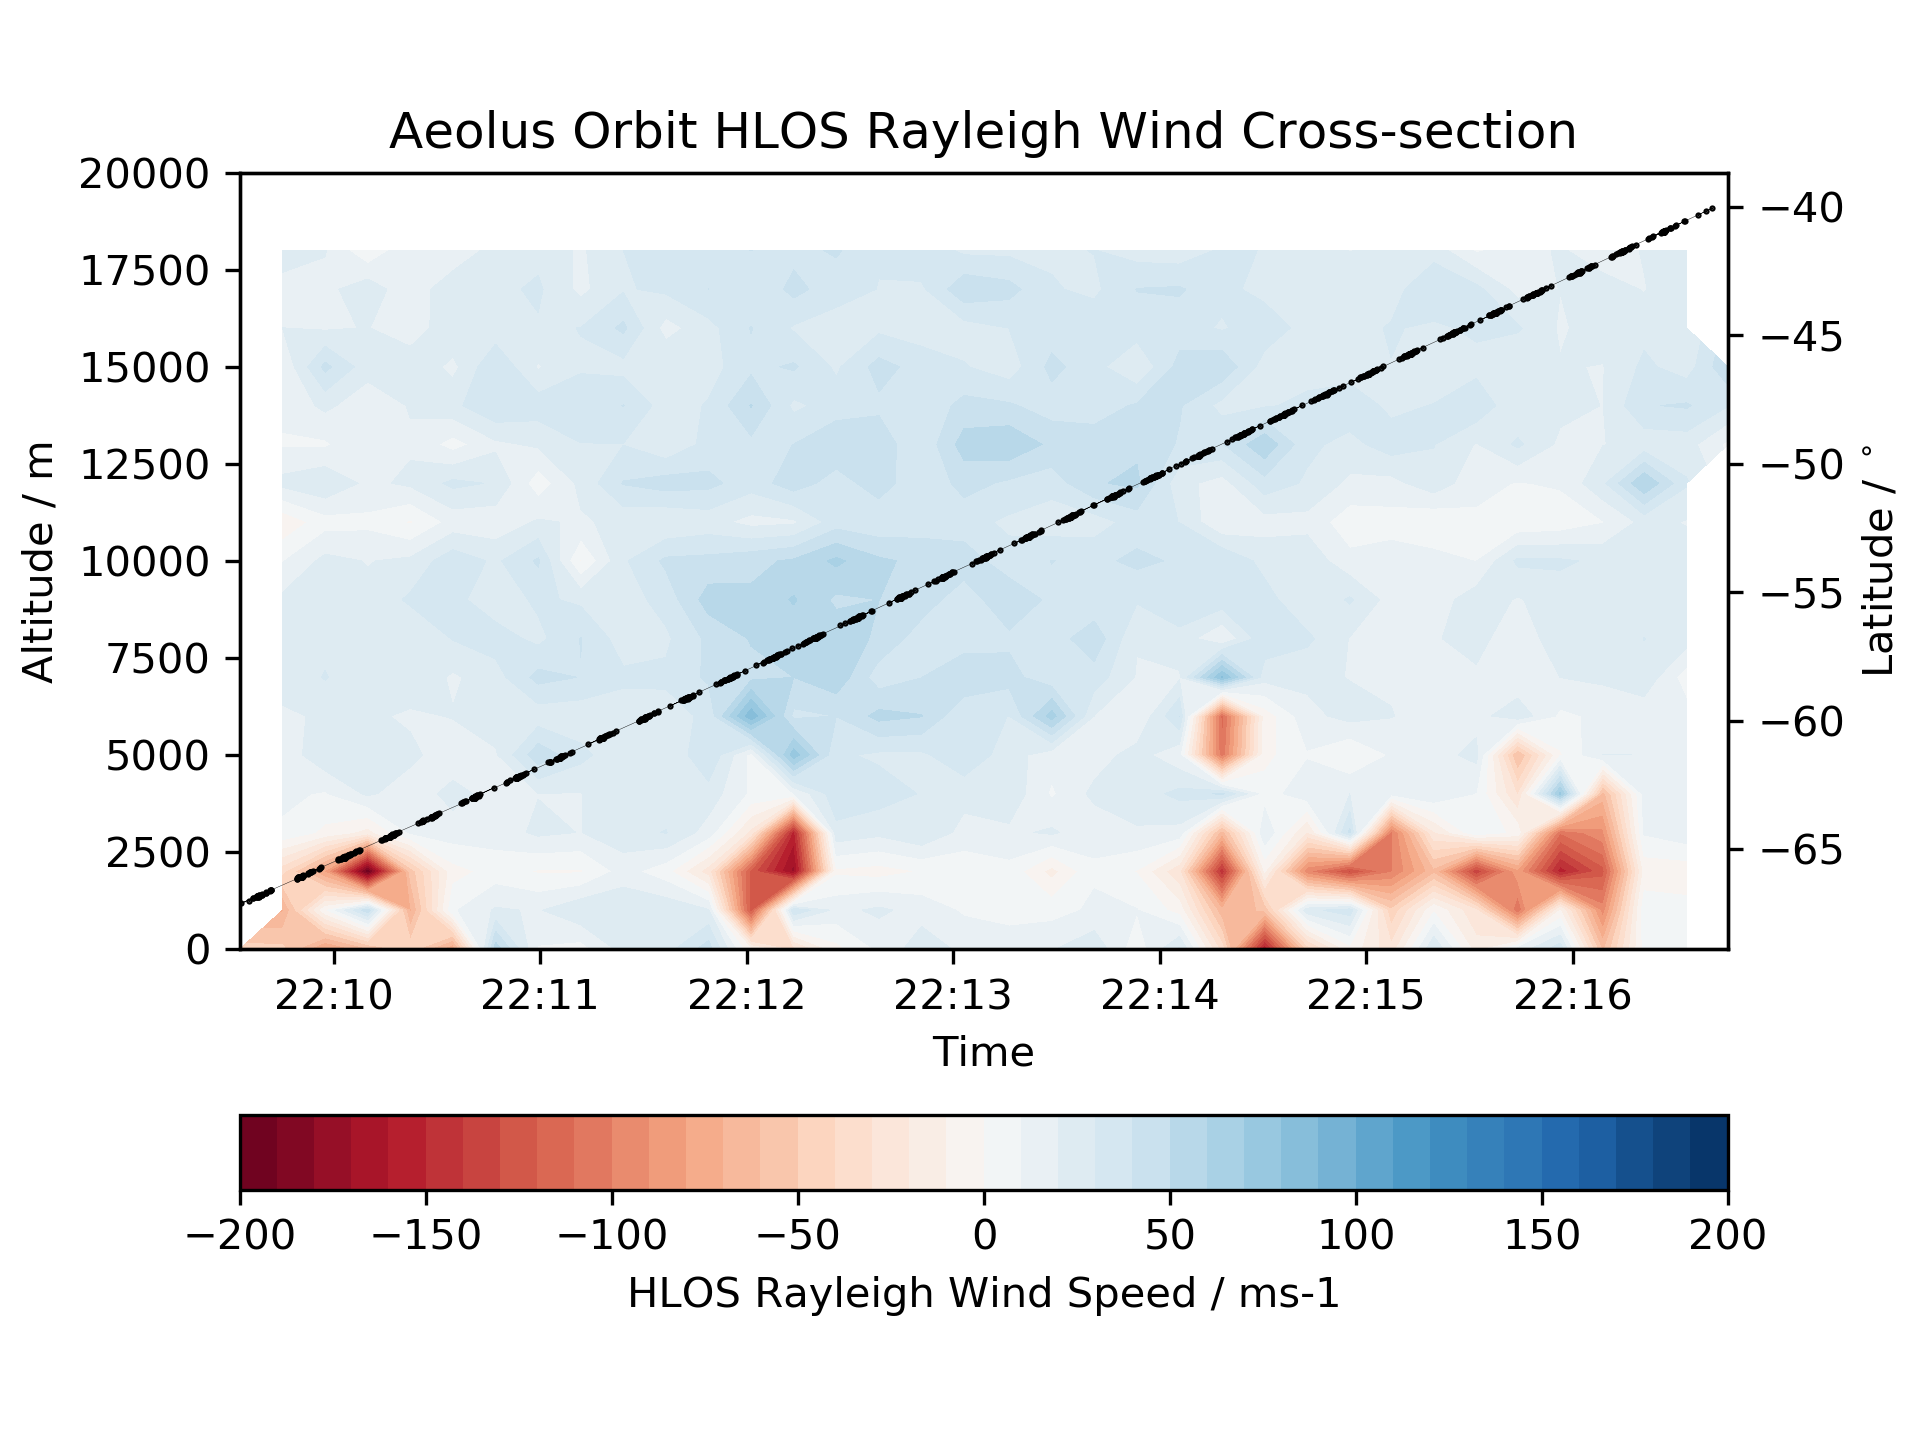 Aeolus Orbit HLOS Rayleigh Wind Cross-section
20000
17500
15000
12500
10000
7500
5000
2500
0
Altitude / m
−40
−45
−50
−55
−60
−65
Latitude / °
22:10 22:11 22:12 22:13 22:14 22:15 22:16
Time
−200 −150 −100 −50 0 50 100 150 200
HLOS Rayleigh Wind Speed / ms-1